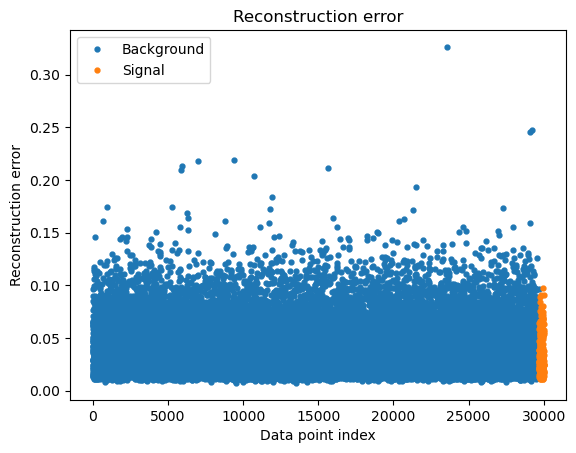 Reconstruction error
Background
Signal
Reconstruction error
0.30
0.25
0.20
0.15
0.10
0.05
0.00
0 5000 10000 15000 20000 25000 30000
Data point index